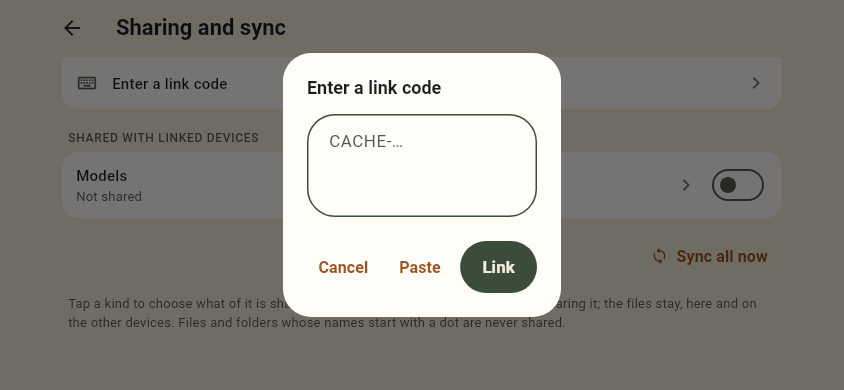 Sharing and sync
Enter a link code
SHARED WITH LINKED DEVICES
Models
Not shared
Sync all now
Tap a kind to choose what of it is
aring it; the files stay, here and on
the other devices. Files and folders whose names start with a dot are never shared.
Enter a link code
CACHE-…
Cancel
Paste
Link